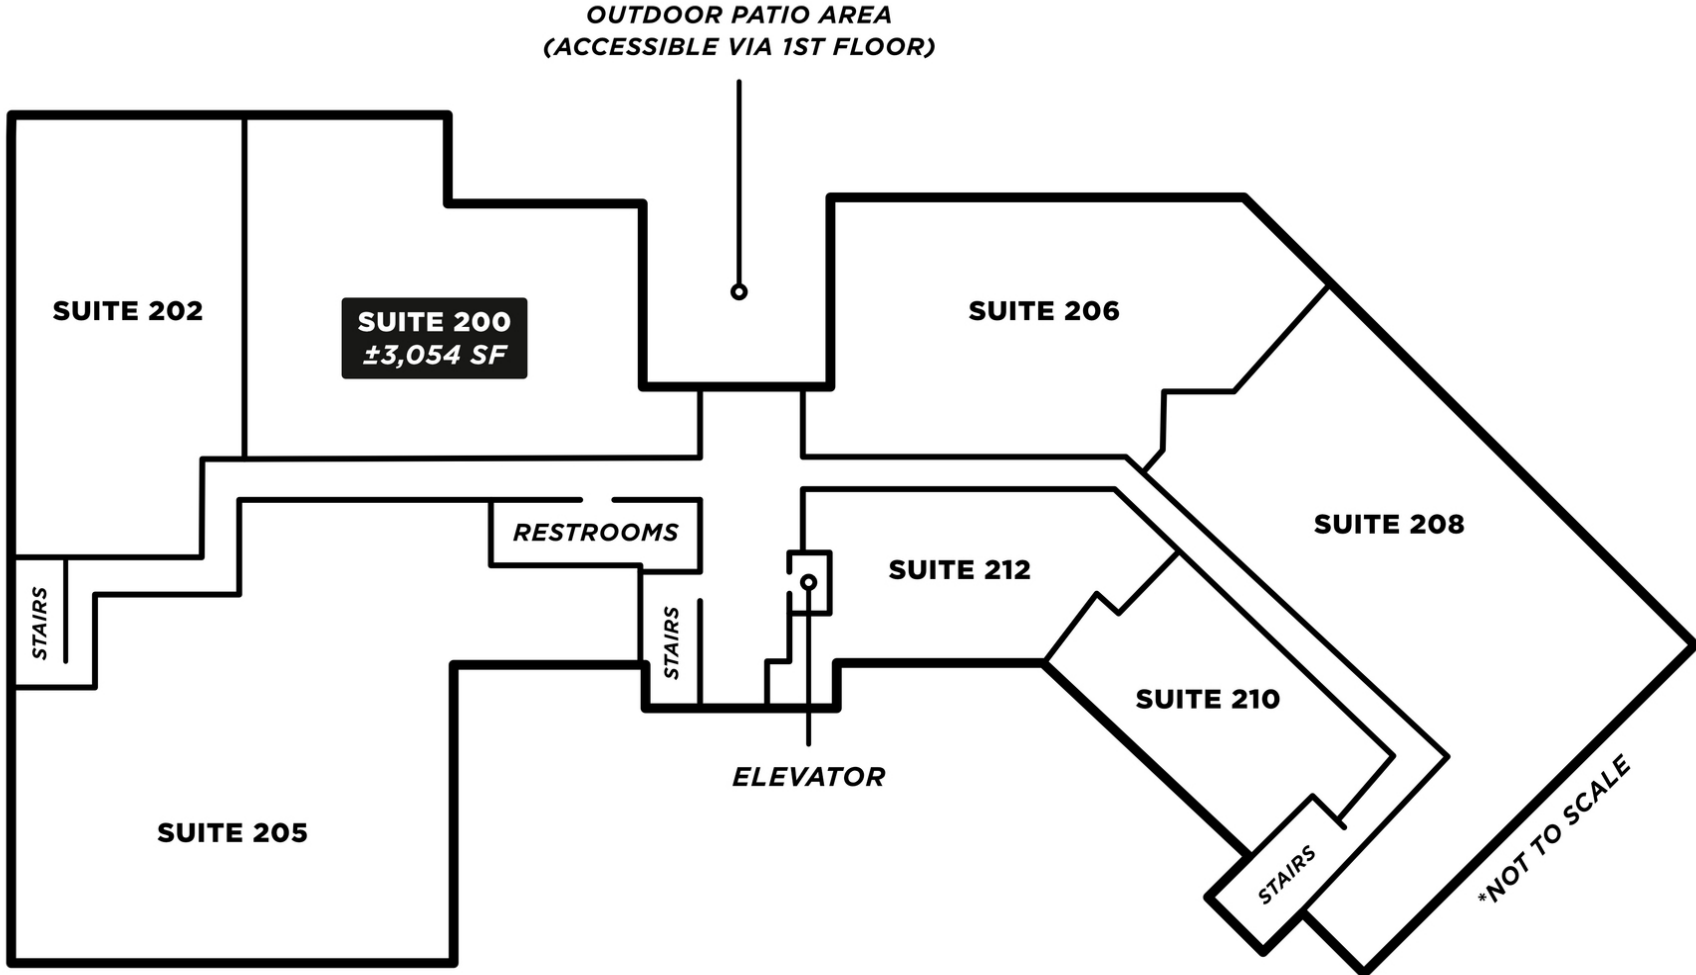 OUTDOOR PATIO AREA
(ACCESSIBLE VIA 1ST FLOOR)
SUITE 202
SUITE 200
±3,054 SF
SUITE 206
SUITE 208
RESTROOMS
SUITE 212
STAIRS
STAIRS
SUITE 210
ELEVATOR
SUITE 205
STAIRS
*NOT TO SCALE